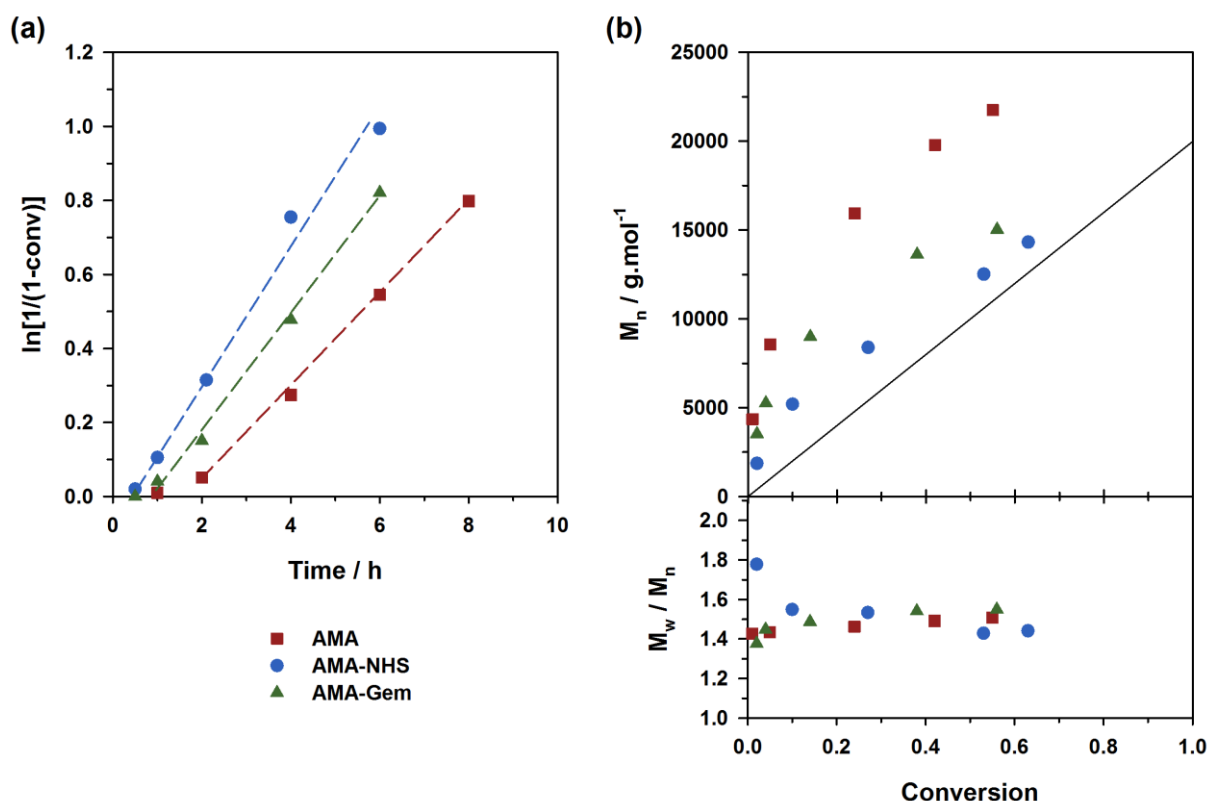 (a)
1.2
1.0
0.8
0.6
0.4
0.2
0.0
ln[1/(1-conv)]
0 2 4 6 8 10
Time / h
AMA
AMA-NHS
AMA-Gem
(b)
25000
20000
15000
10000
5000
0
Mn / g.mol-1
2.0
1.8
1.6
1.4
1.2
1.0
Mw / Mn
0.0 0.2 0.4 0.6 0.8 1.0
Conversion